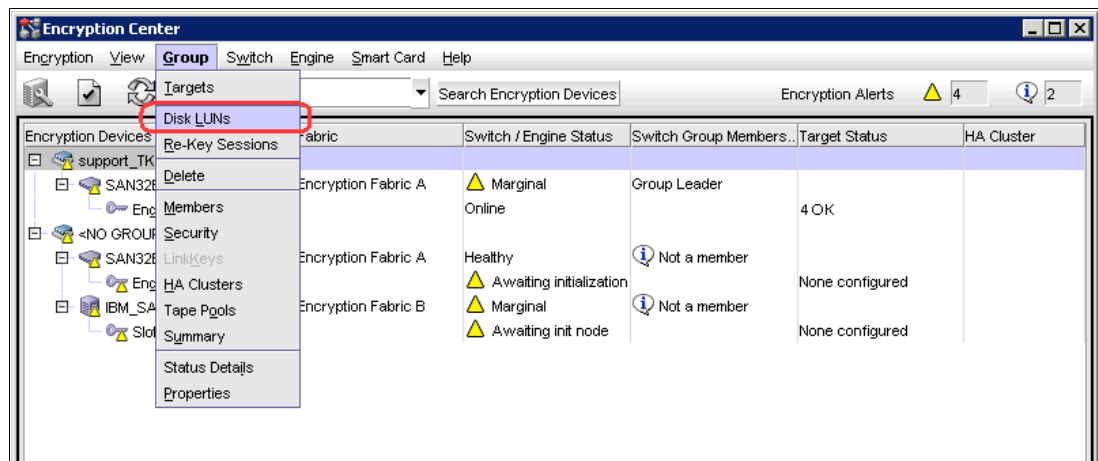 Encryption Center
Encryption View Group Switch Engine Smart Card Help
Targets
Search Encryption Devices
Encryption Alerts 4 2
Disk LUNs
Encryption Devices Fabric Switch / Engine Status Switch Group Members.. Target Status HA Cluster
Re-Key Sessions
support_TK
Delete
SAN32B Encryption Fabric A Marginal Group Leader
Members
Eng Online 4 OK
<NO GROUP Security
SAN32B LinkKeys Encryption Fabric A Healthy Not a member
Eng HA Clusters Awaiting initialization None configured
IBM_SA Tape Pools Encryption Fabric B Marginal Not a member
Slot Summary Awaiting init node None configured
Status Details
Properties